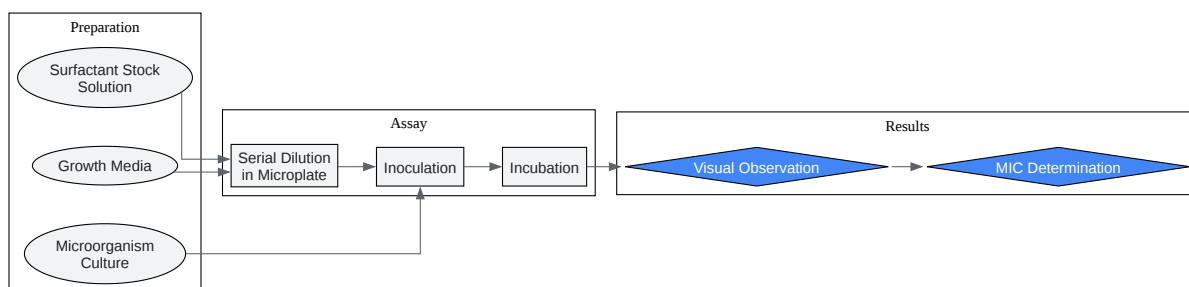 Preparation
Surfactant Stock
Solution
Growth Media
Microorganism
Culture
Assay
Serial Dilution
in Microplate
Inoculation
Incubation
Results
Visual Observation
MIC Determination